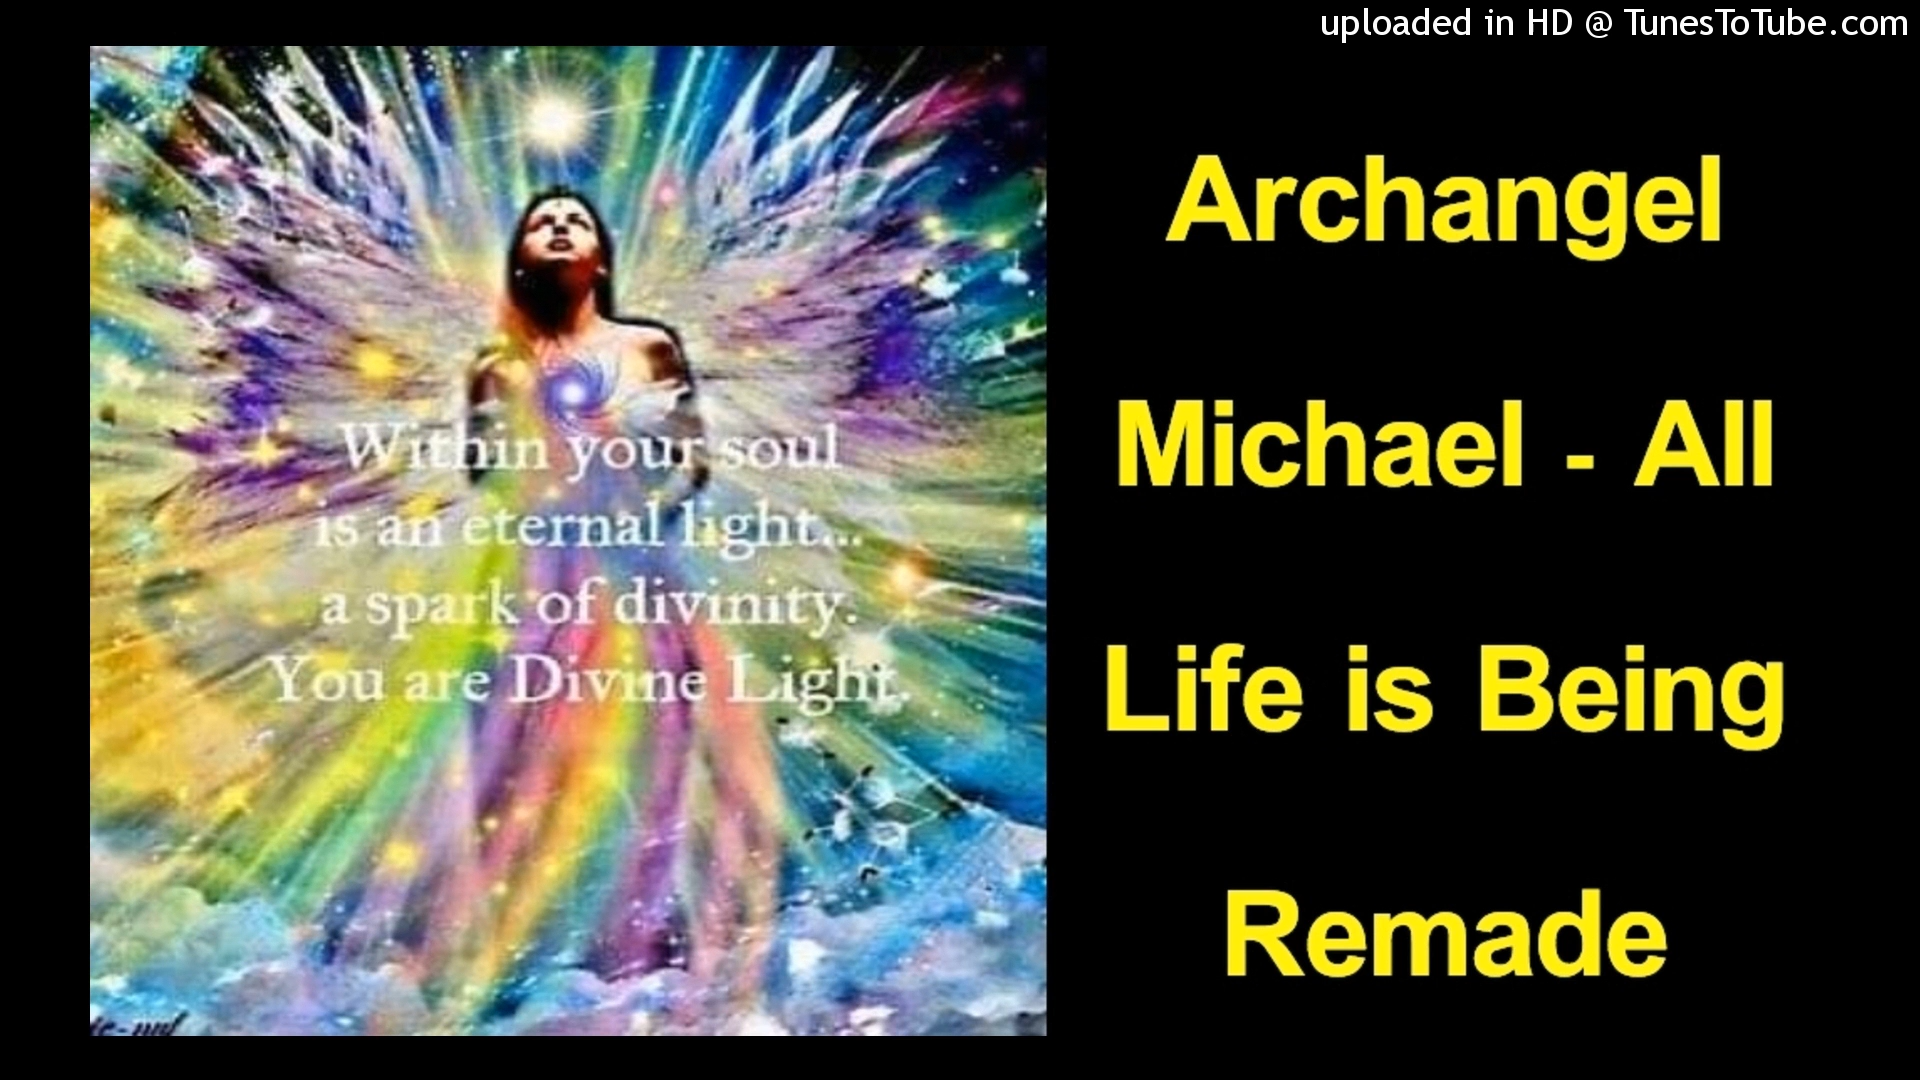 uploaded in HD @ TunesToTube.com
Within your soul
is an eternal light...
a spark of divinity.
You are Divine Light.
Archangel
Michael - All
Life is Being
Remade